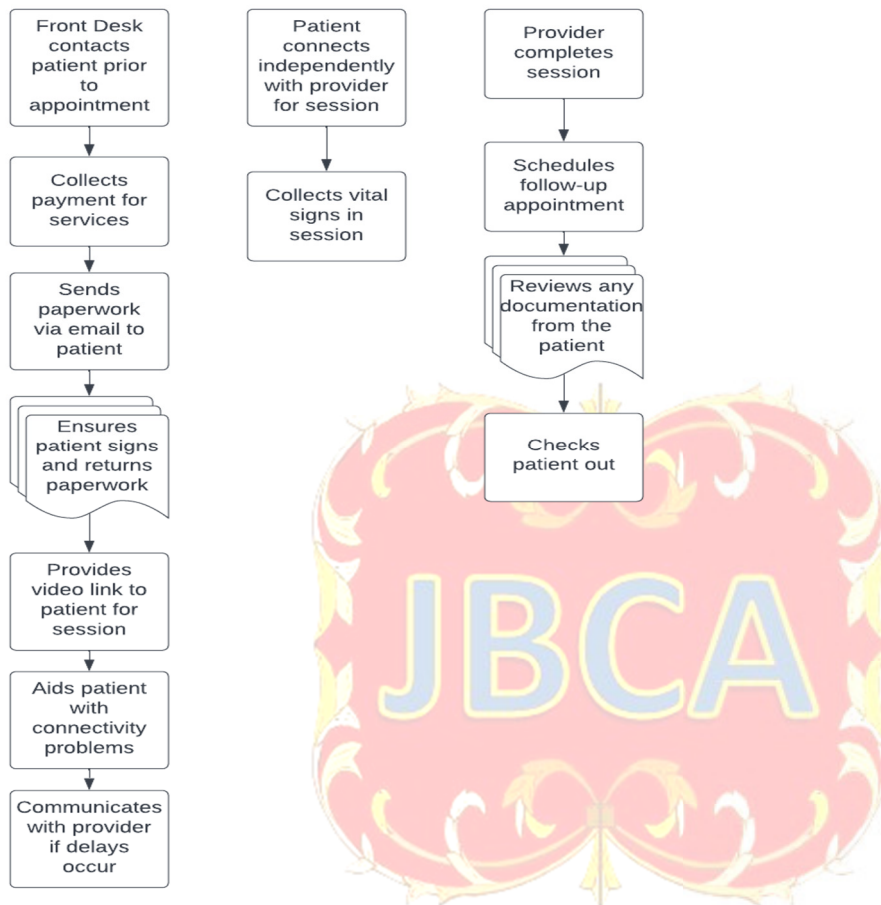 Front Desk
contacts
patient prior
to
appointment
Collects
payment for
services
Sends
paperwork
via email to
patient
Ensures
patient signs
and returns
paperwork
Provides
video link to
patient for
session
Aids patient
with
connectivity
problems
Communicates
with provider
if delays
occur
Patient
connects
independently
with provider
for session
Collects vital
signs in
session
Provider
completes
session
Schedules
follow-up
appointment
Reviews any
documentation
from the
patient
Checks
patient out
JBCA